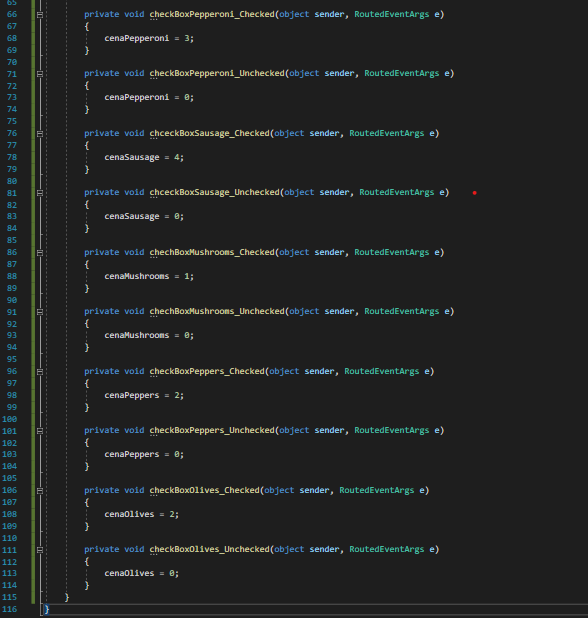 65
66 private void checkBoxPepperoni_Checked(object sender, RoutedEventArgs e)
67 {
68 cenaPepperoni = 3;
69 }
70
71 private void checkBoxPepperoni_Unchecked(object sender, RoutedEventArgs e)
72 {
73 cenaPepperoni = 0;
74 }
75
76 private void chceckBoxSausage_Checked(object sender, RoutedEventArgs e)
77 {
78 cenaSausage = 4;
79 }
80
81 private void chceckBoxSausage_Unchecked(object sender, RoutedEventArgs e)
82 {
83 cenaSausage = 0;
84 }
85
86 private void chechBoxMushrooms_Checked(object sender, RoutedEventArgs e)
87 {
88 cenaMushrooms = 1;
89 }
90
91 private void chechBoxMushrooms_Unchecked(object sender, RoutedEventArgs e)
92 {
93 cenaMushrooms = 0;
94 }
95
96 private void checkBoxPeppers_Checked(object sender, RoutedEventArgs e)
97 {
98 cenaPeppers = 2;
99 }
100
101 private void checkBoxPeppers_Unchecked(object sender, RoutedEventArgs e)
102 {
103 cenaPeppers = 0;
104 }
105
106 private void checkBoxOlives_Checked(object sender, RoutedEventArgs e)
107 {
108 cenaOlives = 2;
109 }
110
111 private void checkBoxOlives_Unchecked(object sender, RoutedEventArgs e)
112 {
113 cenaOlives = 0;
114 }
115 }
116 }